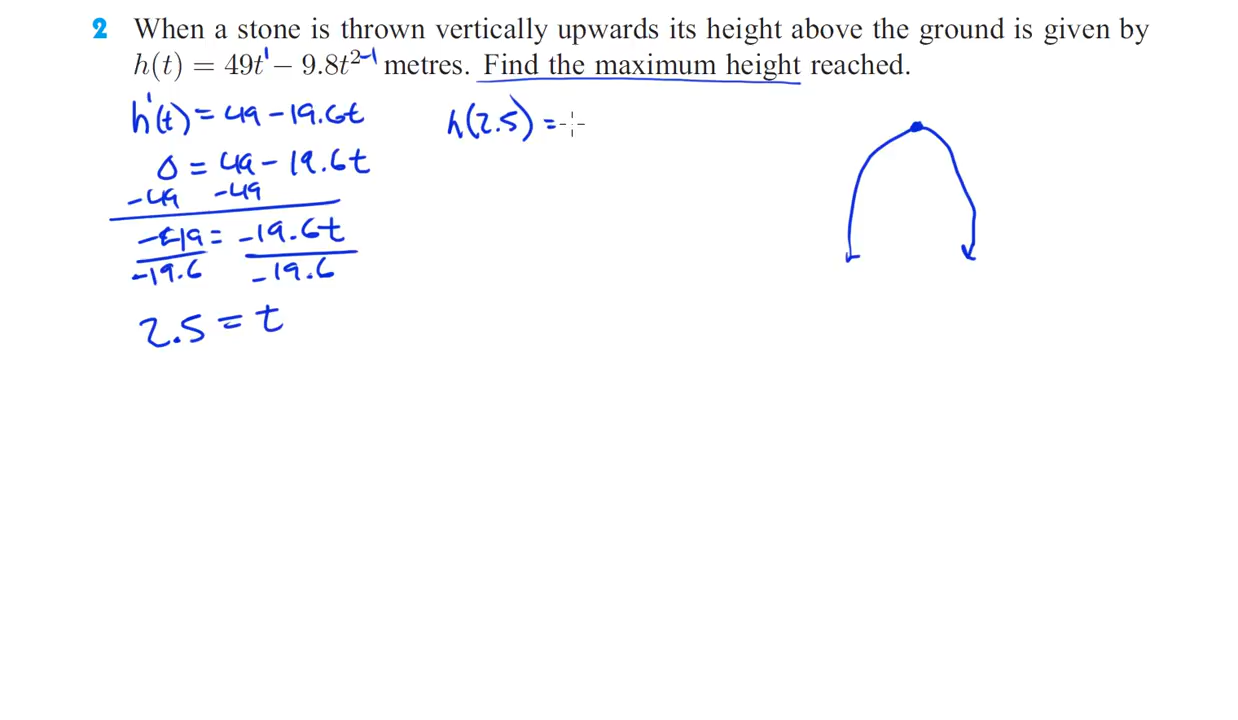 2 When a stone is thrown vertically upwards its height above the ground is given by
h(t) = 49t¹ − 9.8t²⁻¹ metres. Find the maximum height reached.
h'(t) = 49 − 19.6t
0 = 49 − 19.6t
−49 −49
−49 = −19.6t
−19.6 −19.6
2.5 = t
h(2.5) =